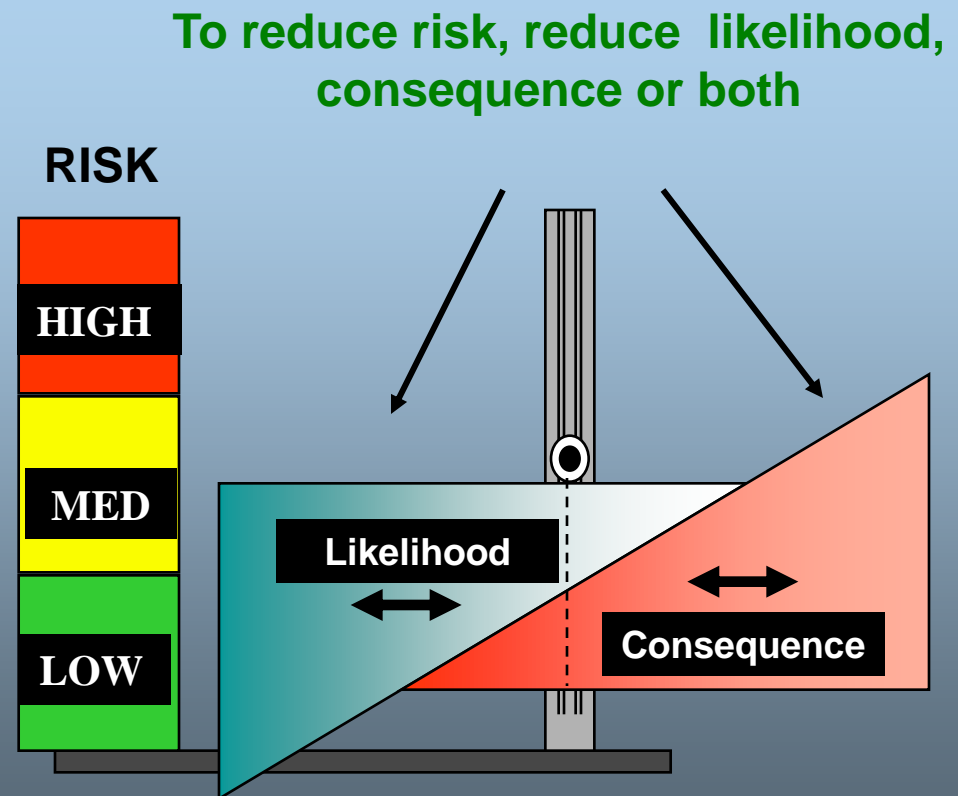 To reduce risk, reduce likelihood,
consequence or both
RISK
HIGH
MED
LOW
Likelihood
Consequence